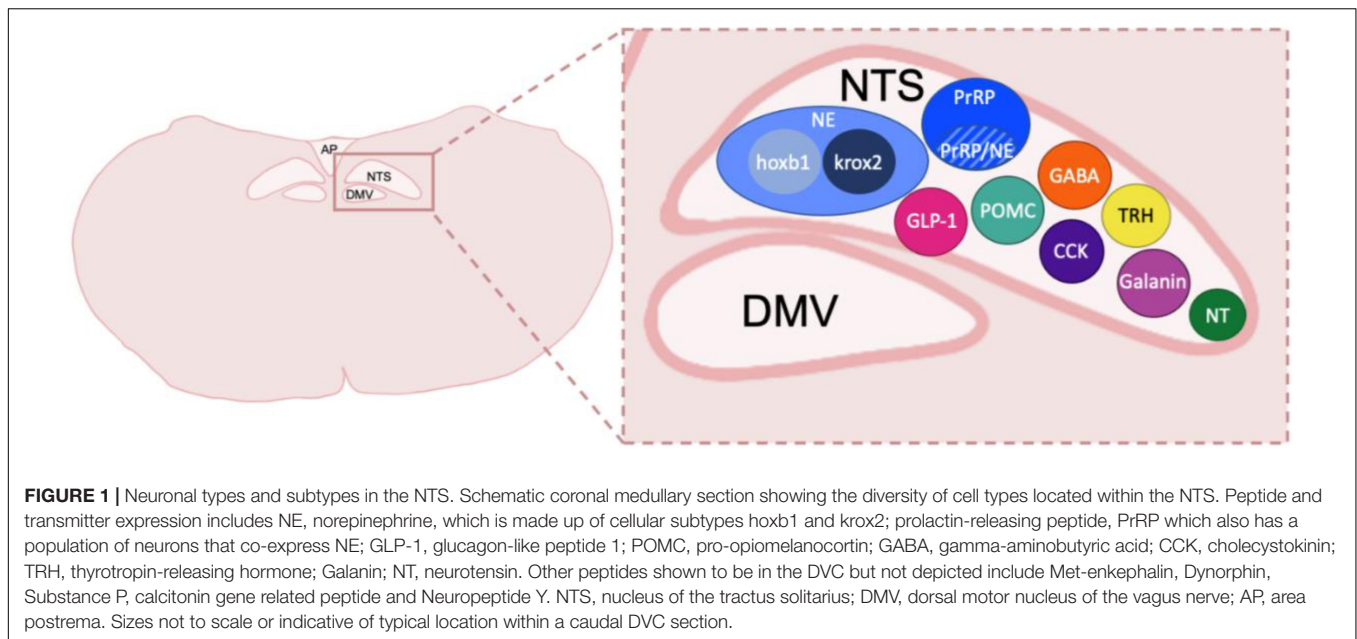 AP
NTS
DMV
NTS
PrRP
NE
PrRP/NE
hoxb1
krox2
GABA
GLP-1
POMC
TRH
CCK
Galanin
DMV
NT
FIGURE 1 | Neuronal types and subtypes in the NTS. Schematic coronal medullary section showing the diversity of cell types located within the NTS. Peptide and
transmitter expression includes NE, norepinephrine, which is made up of cellular subtypes hoxb1 and krox2; prolactin-releasing peptide, PrRP which also has a
population of neurons that co-express NE; GLP-1, glucagon-like peptide 1; POMC, pro-opiomelanocortin; GABA, gamma-aminobutyric acid; CCK, cholecystokinin;
TRH, thyrotropin-releasing hormone; Galanin; NT, neurotensin. Other peptides shown to be in the DVC but not depicted include Met-enkephalin, Dynorphin,
Substance P, calcitonin gene related peptide and Neuropeptide Y. NTS, nucleus of the tractus solitarius; DMV, dorsal motor nucleus of the vagus nerve; AP, area
postrema. Sizes not to scale or indicative of typical location within a caudal DVC section.